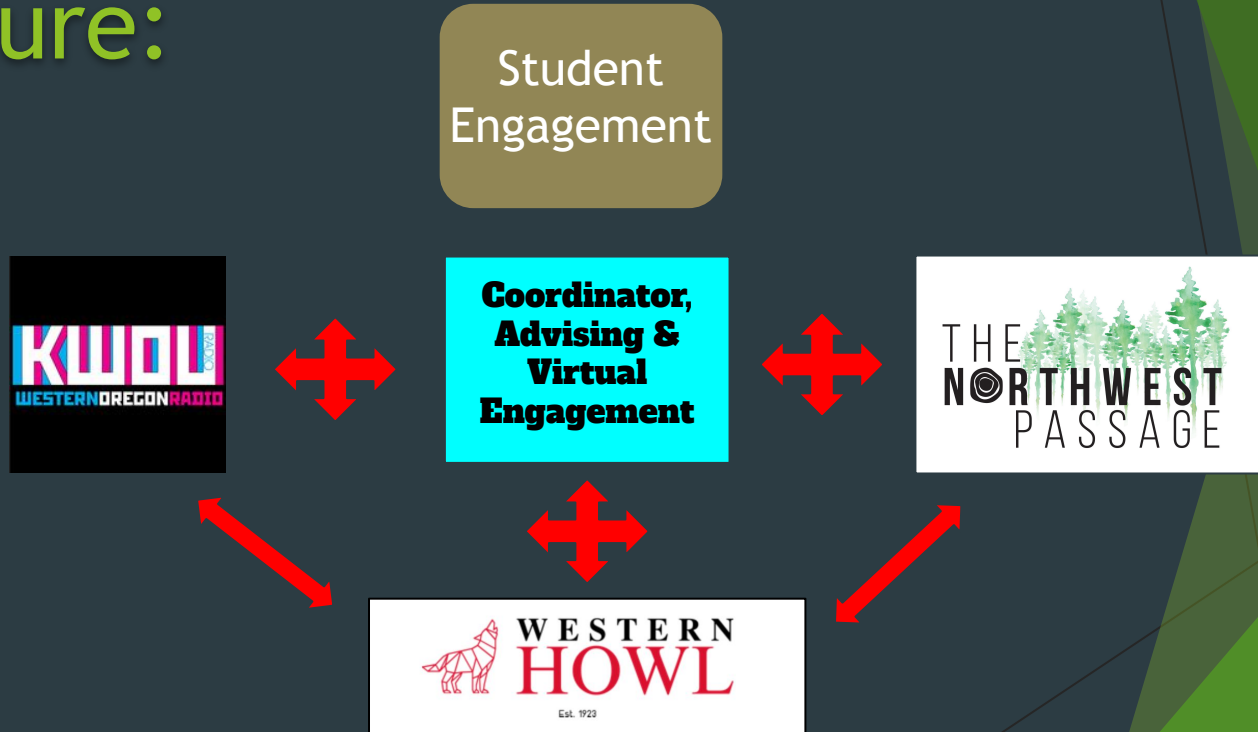 ure:
Student
Engagement
KWOU
RADIO
WESTERNOREGONRADIO
Coordinator,
Advising &
Virtual
Engagement
THE
NORTHWEST
PASSAGE
WESTERN
HOWL
Est. 1923